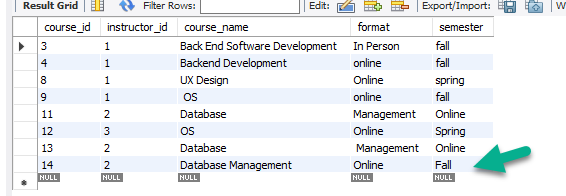 Result Grid Filter Rows: Edit: Export/Import:
course_id instructor_id course_name format semester
3 1 Back End Software Development In Person fall
4 1 Backend Development online fall
8 1 UX Design Online spring
9 1 OS online fall
11 2 Database Management Online
12 3 OS Online Spring
13 2 Database Management Online
14 2 Database Management Online Fall
NULL NULL NULL NULL NULL